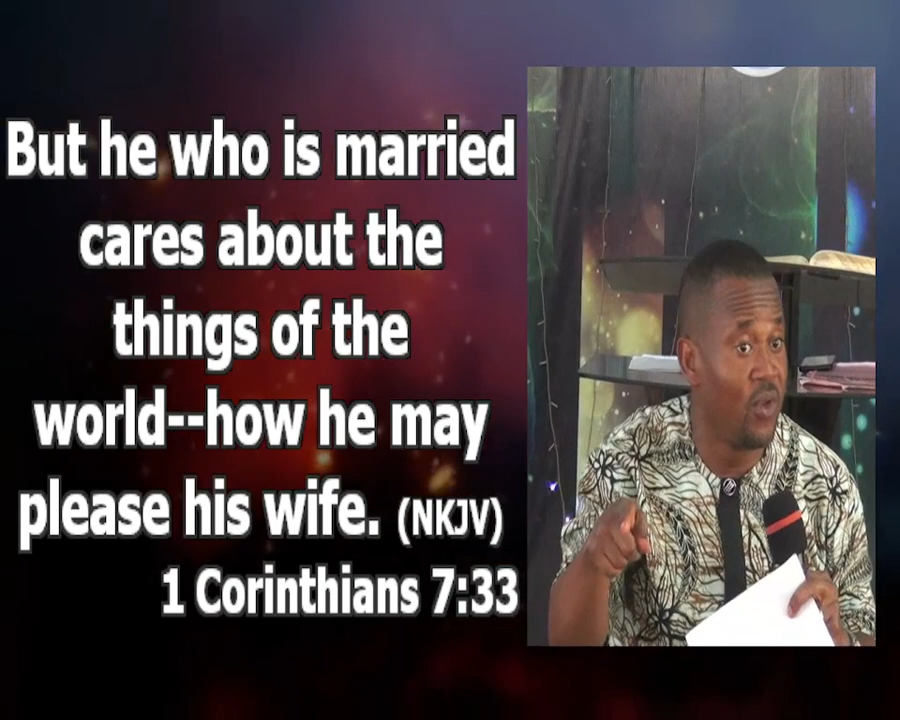 But he who is married
cares about the
things of the
world--how he may
please his wife. (NKJV)
1 Corinthians 7:33